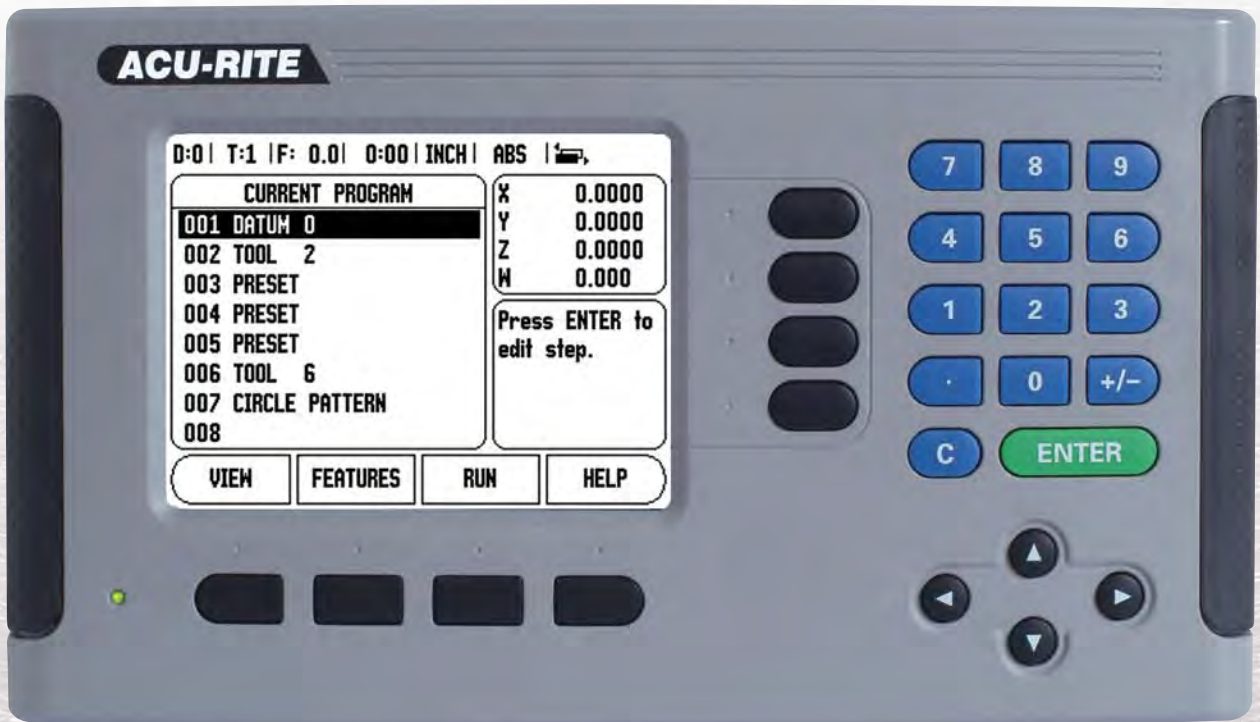 ACU-RITE
D:0| T:1 |F: 0.0| 0:00|INCH| ABS |
CURRENT PROGRAM
001 DATUM 0
002 TOOL 2
003 PRESET
004 PRESET
005 PRESET
006 TOOL 6
007 CIRCLE PATTERN
008
X 0.0000
Y 0.0000
Z 0.0000
W 0.000
Press ENTER to
edit step.
VIEW FEATURES RUN HELP
7 8 9
4 5 6
1 2 3
. 0 +/-
C ENTER